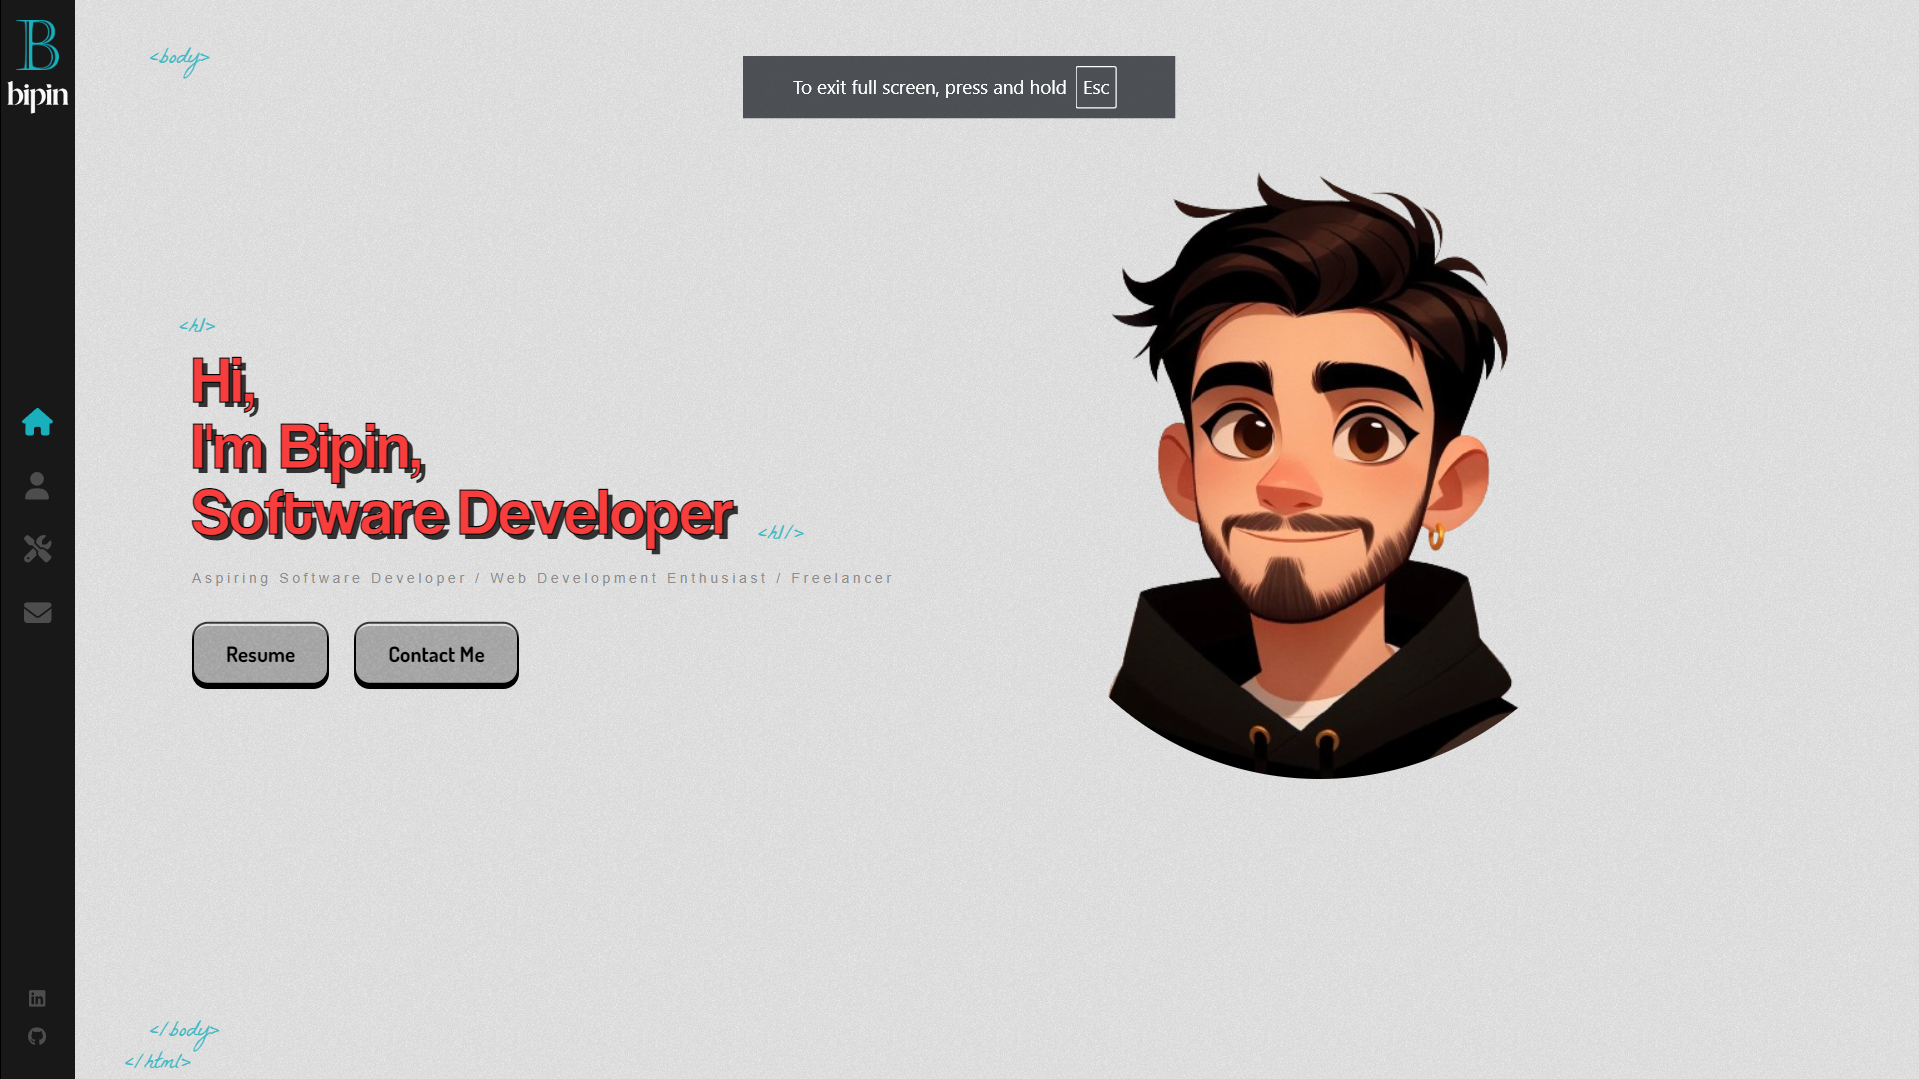 B
bipin
<body>
To exit full screen, press and hold Esc
<h1>
Hi,
I'm Bipin,
Software Developer
<h1/>
Aspiring Software Developer / Web Development Enthusiast / Freelancer
Resume
Contact Me
in
</body>
</html>